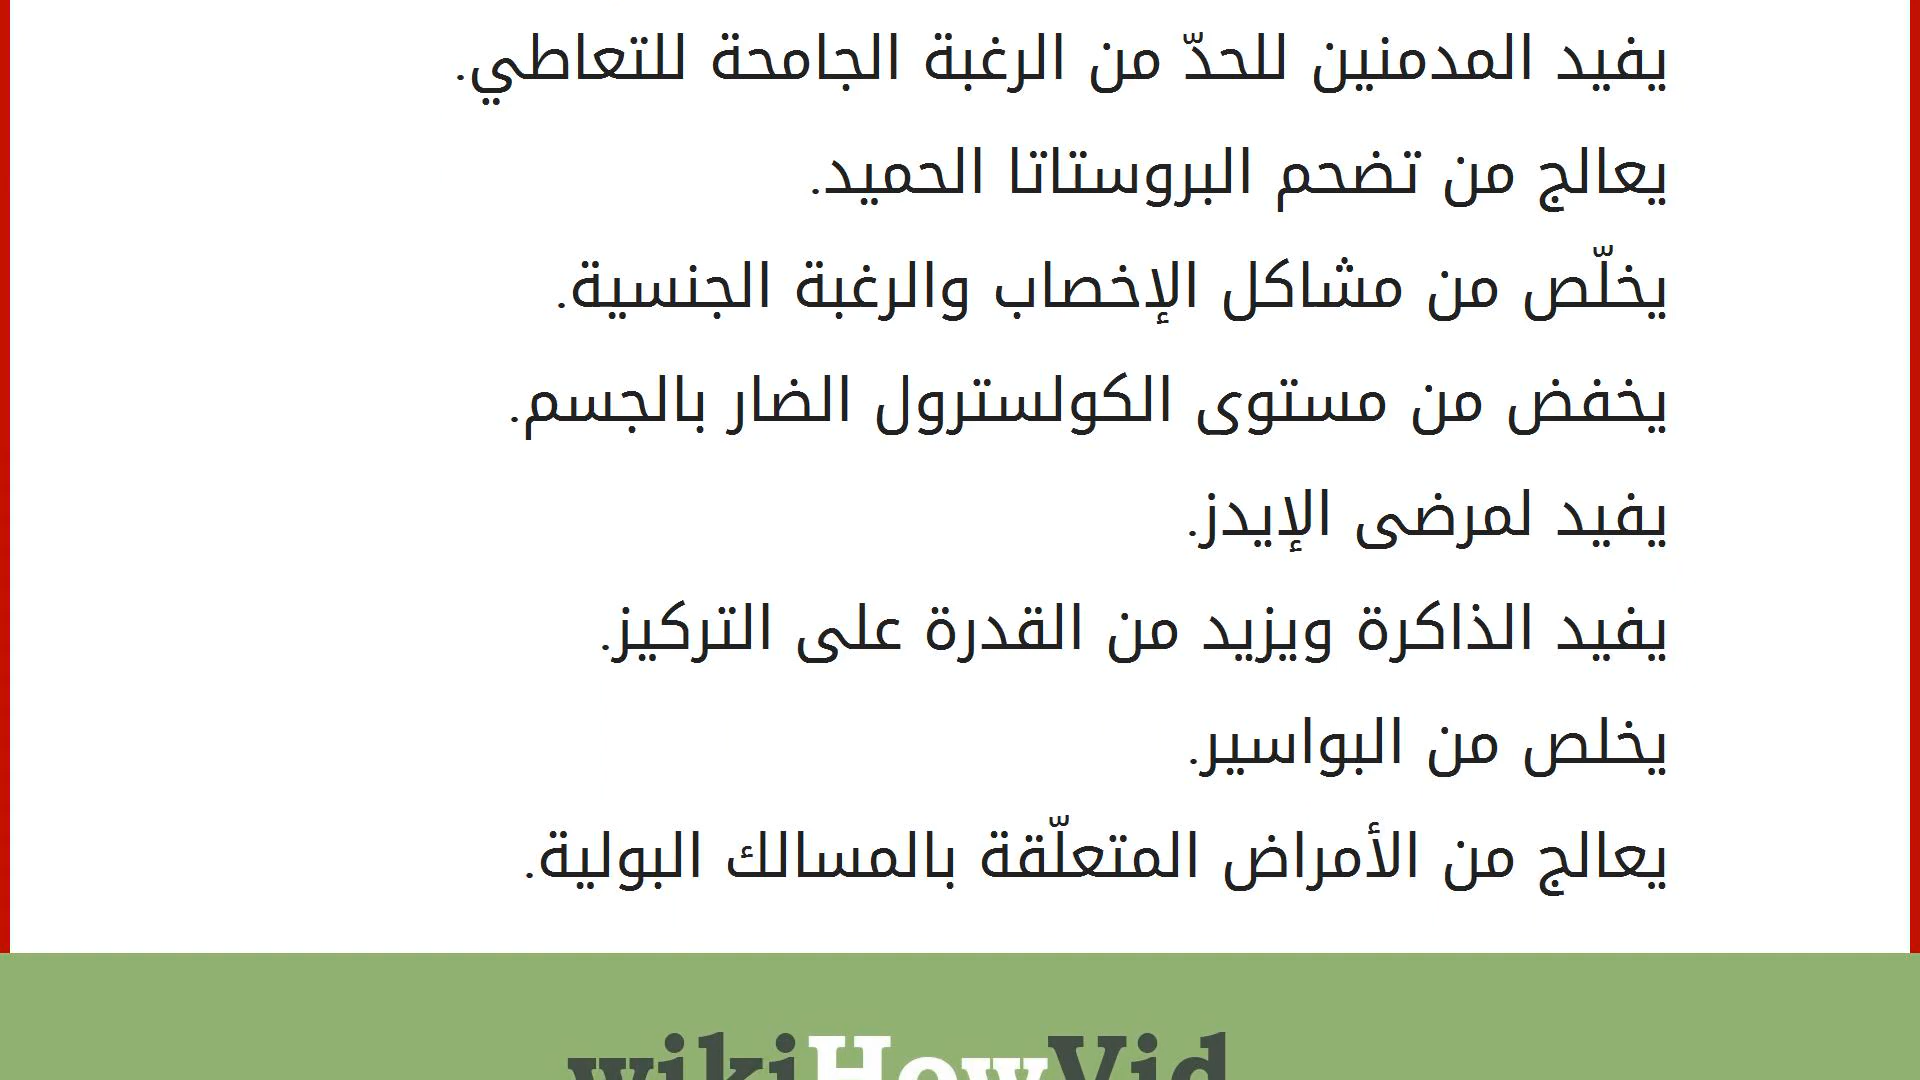 يفيد المدمنين للحدّ من الرغبة الجامحة للتعاطي.
يعالج من تضحم البروستاتا الحميد.
يخلّص من مشاكل الإخصاب والرغبة الجنسية.
يخفض من مستوى الكولسترول الضار بالجسم.
يفيد لمرضى الإيدز.
يفيد الذاكرة ويزيد من القدرة على التركيز.
يخلص من البواسير.
يعالج من الأمراض المتعلّقة بالمسالك البولية.
wikiHowVid